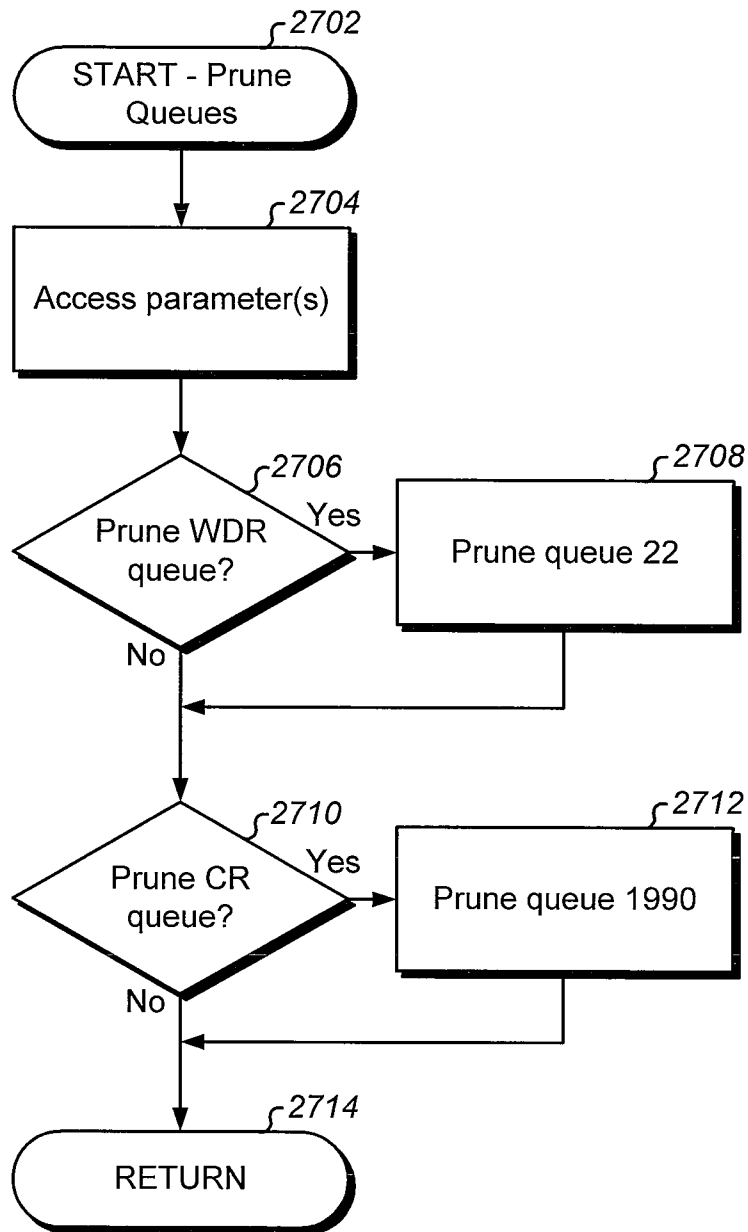 2702
START - Prune
Queues
2704
Access parameter(s)
2706
Prune WDR
queue?
Yes
2708
Prune queue 22
No
2710
Prune CR
queue?
Yes
2712
Prune queue 1990
No
2714
RETURN